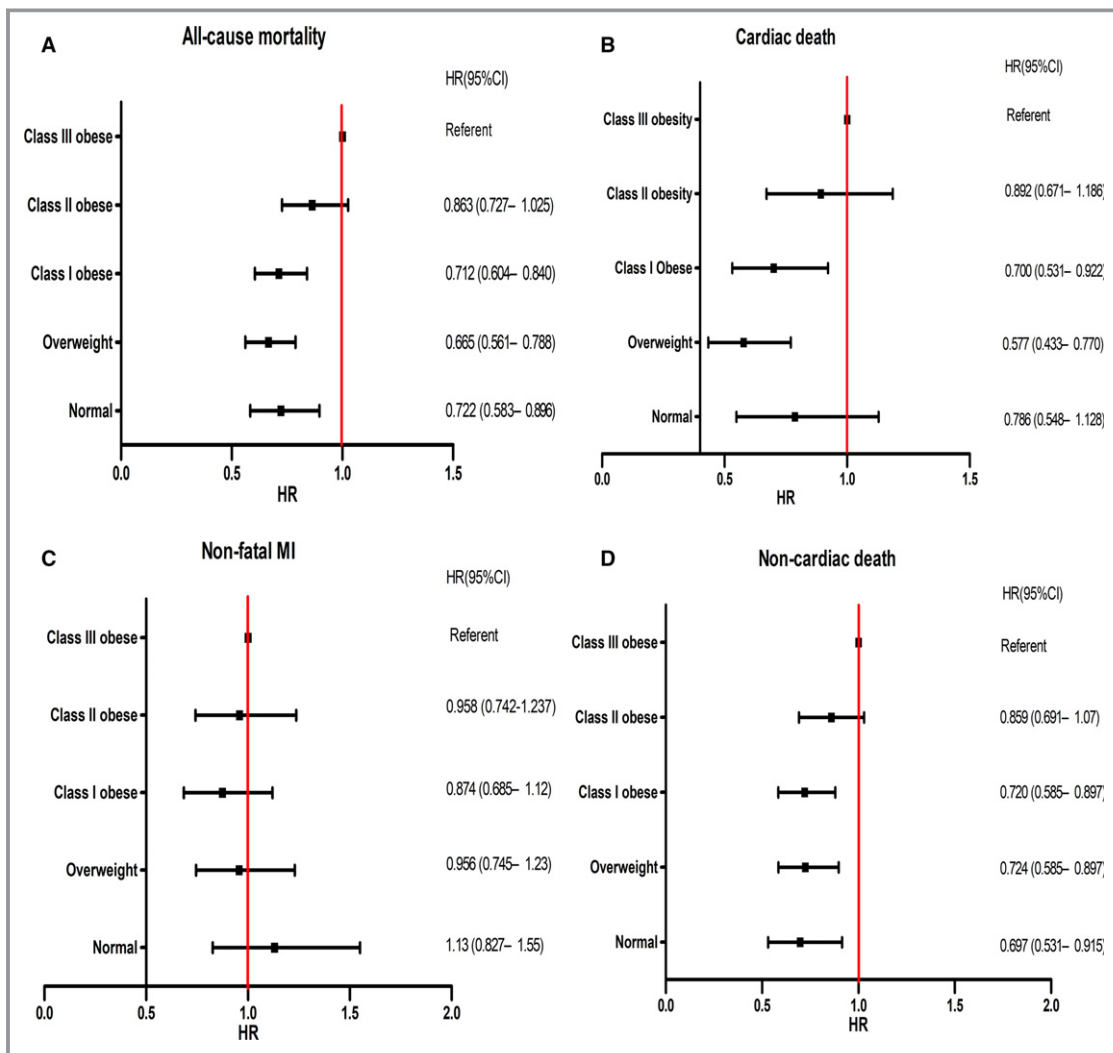 A
All-cause mortality
HR(95%CI)
Class III obese
Referent
Class II obese
0.863 (0.727– 1.025)
Class I obese
0.712 (0.604– 0.840)
Overweight
0.665 (0.561– 0.788)
Normal
0.722 (0.583– 0.896)
0.0 0.5 1.0 1.5
HR
B
Cardiac death
HR(95%CI)
Class III obesity
Referent
Class II obesity
0.892 (0.671– 1.186)
Class I Obese
0.700 (0.531– 0.922)
Overweight
0.577 (0.433– 0.770)
Normal
0.786 (0.548– 1.128)
0.0 0.5 1.0 1.5
HR
C
Non-fatal MI
HR(95%CI)
Class III obese
Referent
Class II obese
0.958 (0.742-1.237)
Class I obese
0.874 (0.685– 1.12)
Overweight
0.956 (0.745– 1.23)
Normal
1.13 (0.827– 1.55)
0.0 0.5 1.0 1.5 2.0
HR
D
Non-cardiac death
HR(95%CI)
Class III obese
Referent
Class II obese
0.859 (0.691– 1.07)
Class I obese
0.720 (0.585– 0.897)
Overweight
0.724 (0.585– 0.897)
Normal
0.697 (0.531– 0.915)
0.0 0.5 1.0 1.5 2.0
HR